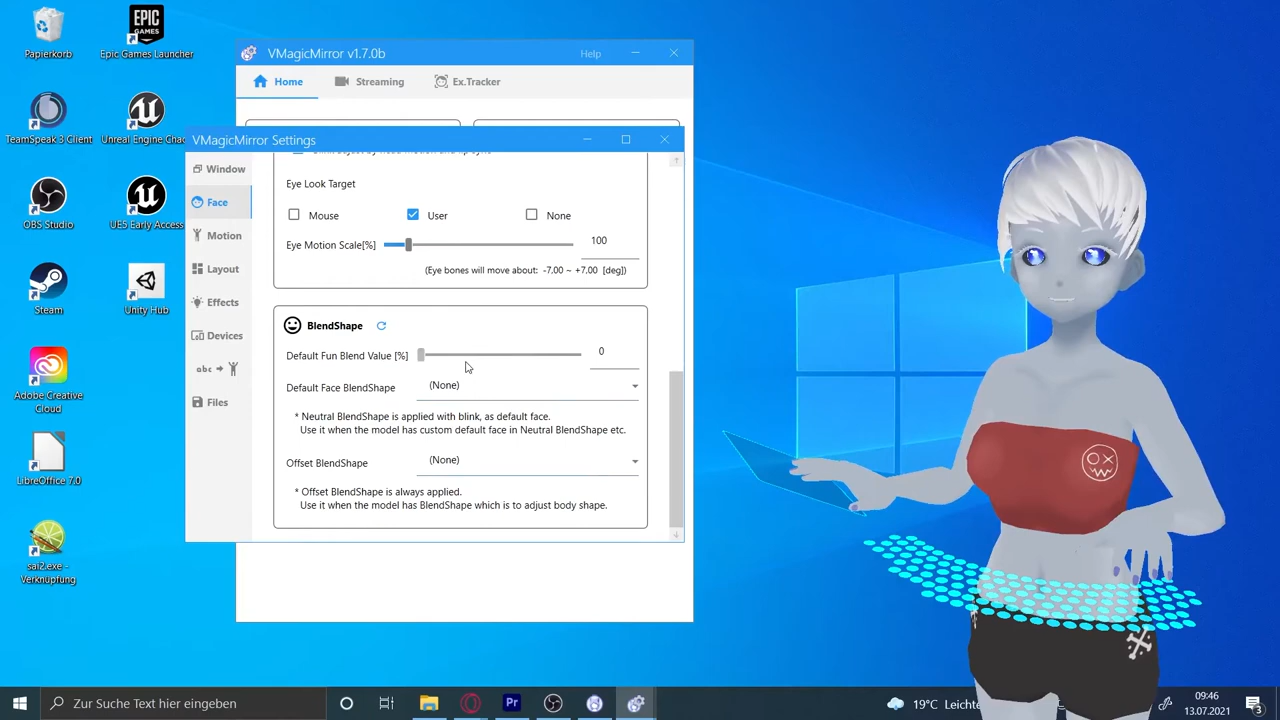 Papierkorb
EPIC GAMES
Epic Games Launcher
TeamSpeak 3 Client
Unreal Engine Chao
OBS Studio
UE5 Early Access
Steam
Unity Hub
Adobe Creative
Cloud
LibreOffice 7.0
sai2.exe -
Verknüpfung
VMagicMirror v1.7.0b
Help
Home
Streaming
Ex.Tracker
VMagicMirror Settings
Window
Face
Motion
Layout
Effects
Devices
abc
Files
Eye Look Target
Mouse
User
None
Eye Motion Scale[%]
100
(Eye bones will move about: -7.00 ~ +7.00 [deg])
BlendShape
Default Fun Blend Value [%]
0
Default Face BlendShape
(None)
* Neutral BlendShape is applied with blink, as default face.
Use it when the model has custom default face in Neutral BlendShape etc.
Offset BlendShape
(None)
* Offset BlendShape is always applied.
Use it when the model has BlendShape which is to adjust body shape.
Zur Suche Text hier eingeben
Pr
19°C Leichte
09:46
13.07.2021
3